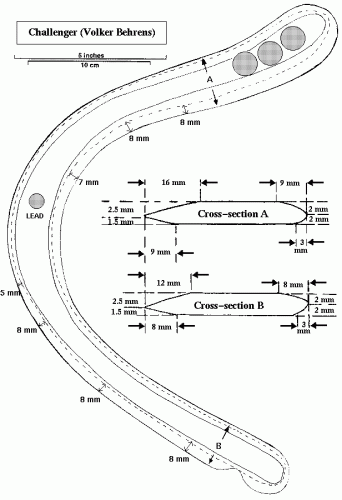 Challenger (Volker Behrens)
6 inches
10 cm
A
8 mm
8 mm
7 mm
LEAD
16 mm
9 mm
2.5 mm
1.5 mm
Cross-section A
2 mm
2 mm
3
mm
9 mm
12 mm
8 mm
2.5 mm
1.5 mm
Cross-section B
2 mm
2 mm
3
mm
8 mm
5 mm
8 mm
8 mm
B
8 mm